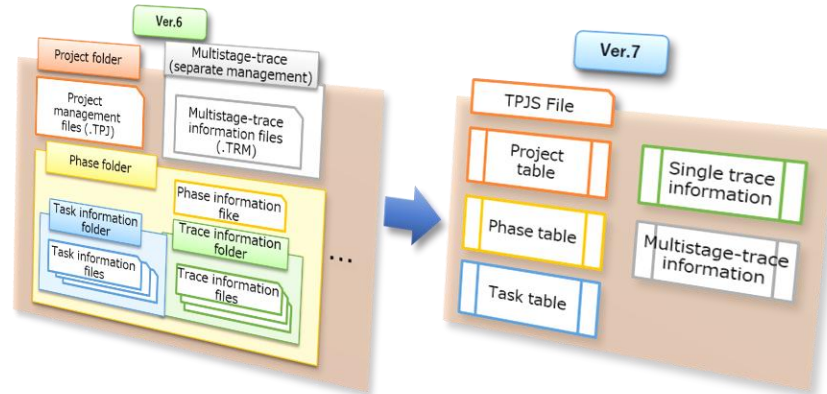 Ver.6
Project folder
Multistage-trace
(separate management)
Project
management
files (.TPJ)
Multistage-trace
information files
(.TRM)
Phase folder
Phase information
fike
Task information
folder
Trace information
folder
Task information
files
Trace information
files
...
Ver.7
TPJS File
Project
table
Single trace
information
Phase table
Multistage-trace
information
Task table